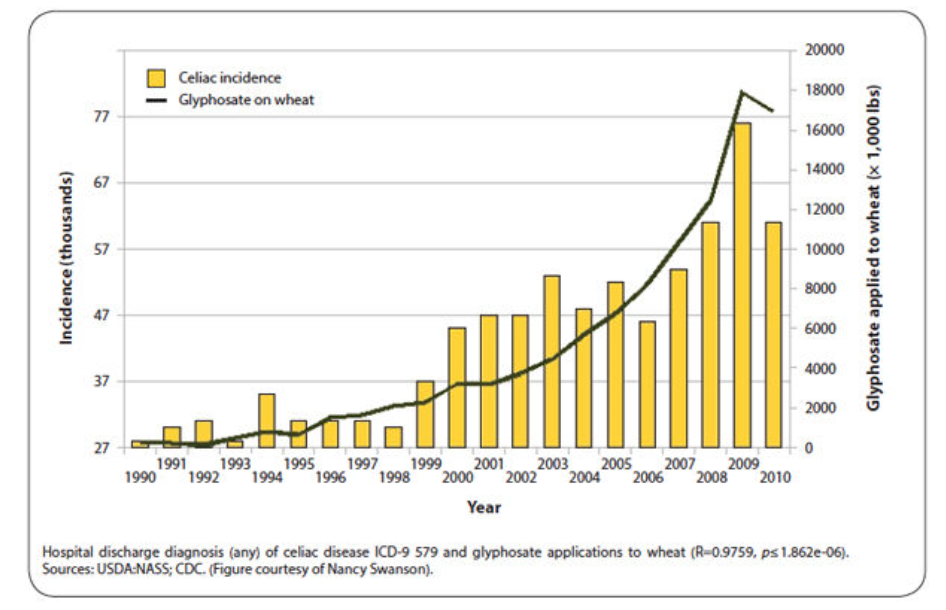 Celiac incidence
Glyphosate on wheat
Incidence (thousands)
77
67
57
47
37
27
20000
18000
16000
14000
12000
10000
8000
6000
4000
2000
0
Glyphosate applied to wheat (× 1,000 lbs)
1991 1993 1995 1997 1999 2001 2003 2005 2007 2009
1990 1992 1994 1996 1998 2000 2002 2004 2006 2008 2010
Year
Hospital discharge diagnosis (any) of celiac disease ICD-9 579 and glyphosate applications to wheat (R=0.9759, p≤1.862e-06).
Sources: USDA:NASS; CDC. (Figure courtesy of Nancy Swanson).